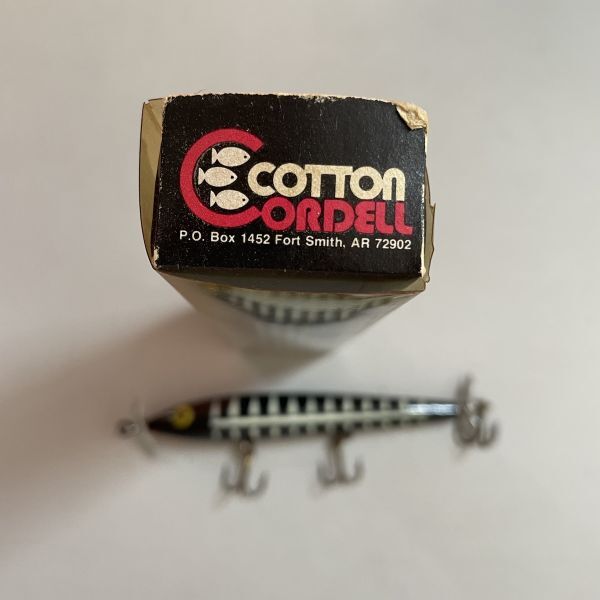 COTTON
CORDELL
P.O. Box 1452 Fort Smith, AR 72902